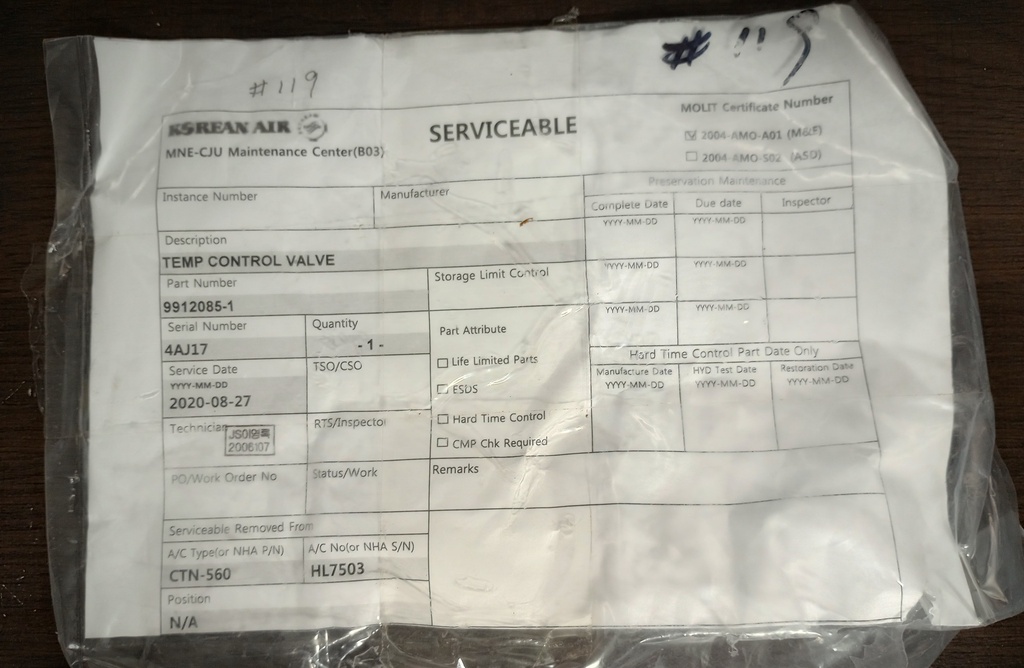 #119
# 119
KOREAN AIR
SERVICEABLE
MNE-CJU Maintenance Center(B03)
MOLIT Certificate Number
2004-AMO-A01 (M&E)
2004-AMO-S02 (ASD)
Instance Number
Manufacturer
Preservation Maintenance
Complete Date Due date Inspector
YYYY-MM-DD YYYY-MM-DD
Description
TEMP CONTROL VALVE
YYYY-MM-DD YYYY-MM-DD
Part Number
9912085-1
Storage Limit Control
YYYY-MM-DD YYYY-MM-DD
Serial Number
4AJ17
Quantity
- 1 -
Part Attribute
Life Limited Parts
ESDS
Hard Time Control
CMP Chk Required
Hard Time Control Part Date Only
Manufacture Date HYD Test Date Restoration Date
YYYY-MM-DD YYYY-MM-DD YYYY-MM-DD
Service Date
YYYY-MM-DD
2020-08-27
TSO/CSO
Technician
2006107
RTS/Inspector
PO/Work Order No
Status/Work
Remarks
Serviceable Removed From
A/C Type(or NHA P/N)
CTN-560
A/C No(or NHA S/N)
HL7503
Position
N/A